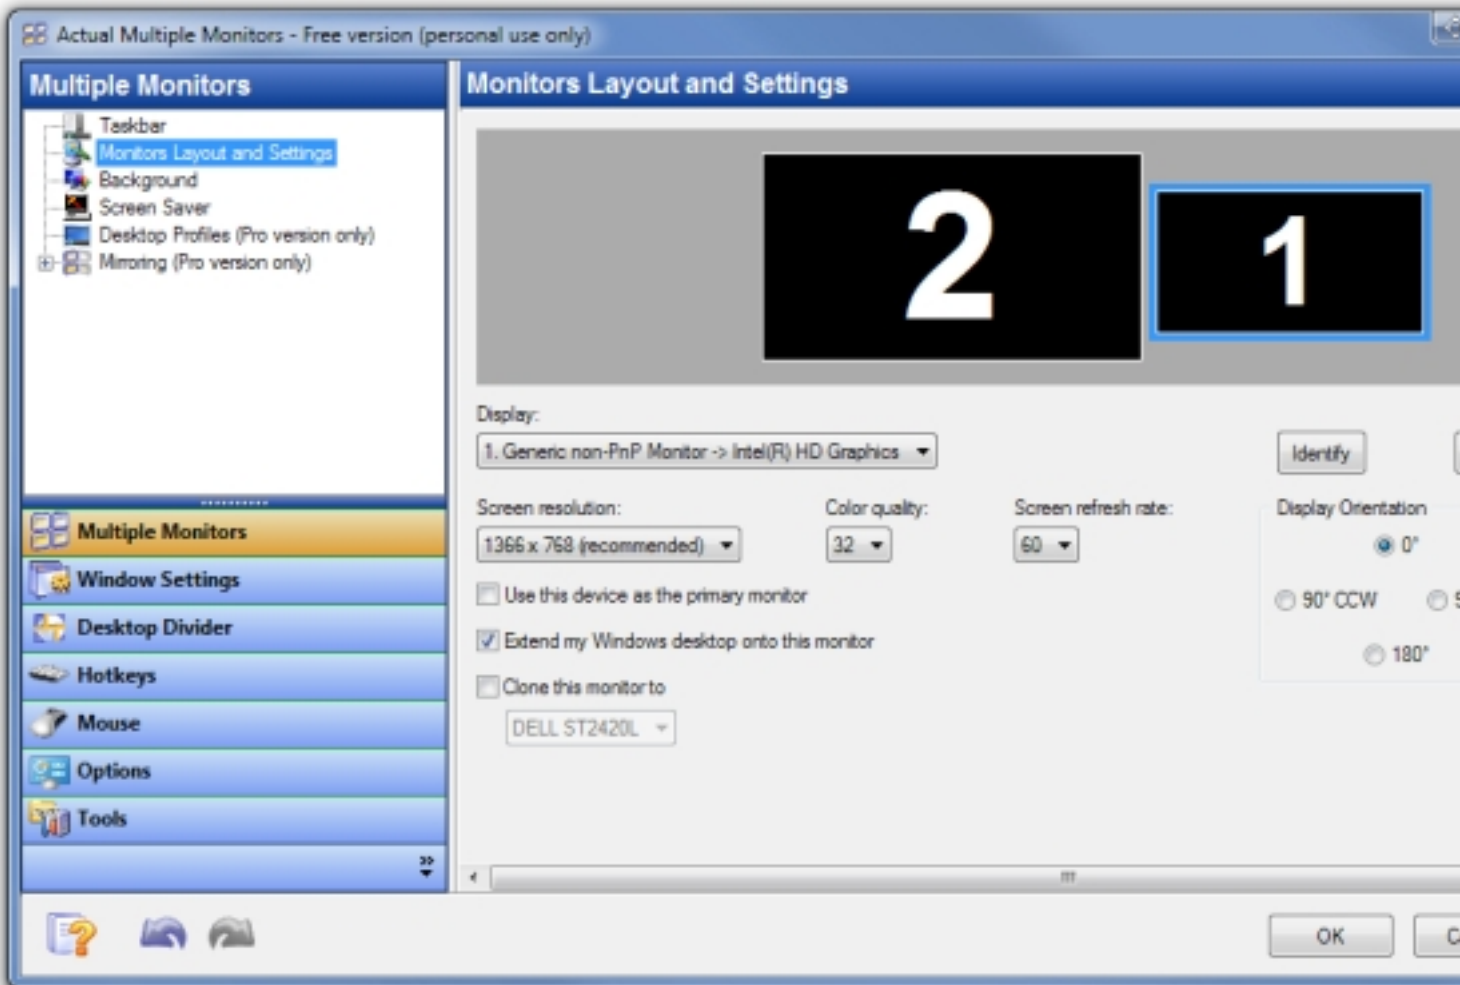 Actual Multiple Monitors - Free version (personal use only)
Multiple Monitors
Taskbar
Monitors Layout and Settings
Background
Screen Saver
Desktop Profiles (Pro version only)
Mirroring (Pro version only)
Multiple Monitors
Window Settings
Desktop Divider
Hotkeys
Mouse
Options
Tools
Monitors Layout and Settings
2
1
Display:
1. Generic non-PnP Monitor -> Intel(R) HD Graphics
Identify
Screen resolution:
Color quality:
Screen refresh rate:
Display Orientation
1366 x 768 (recommended)
32
60
0°
Use this device as the primary monitor
90° CCW
Extend my Windows desktop onto this monitor
180°
Clone this monitor to
DELL ST2420L
OK